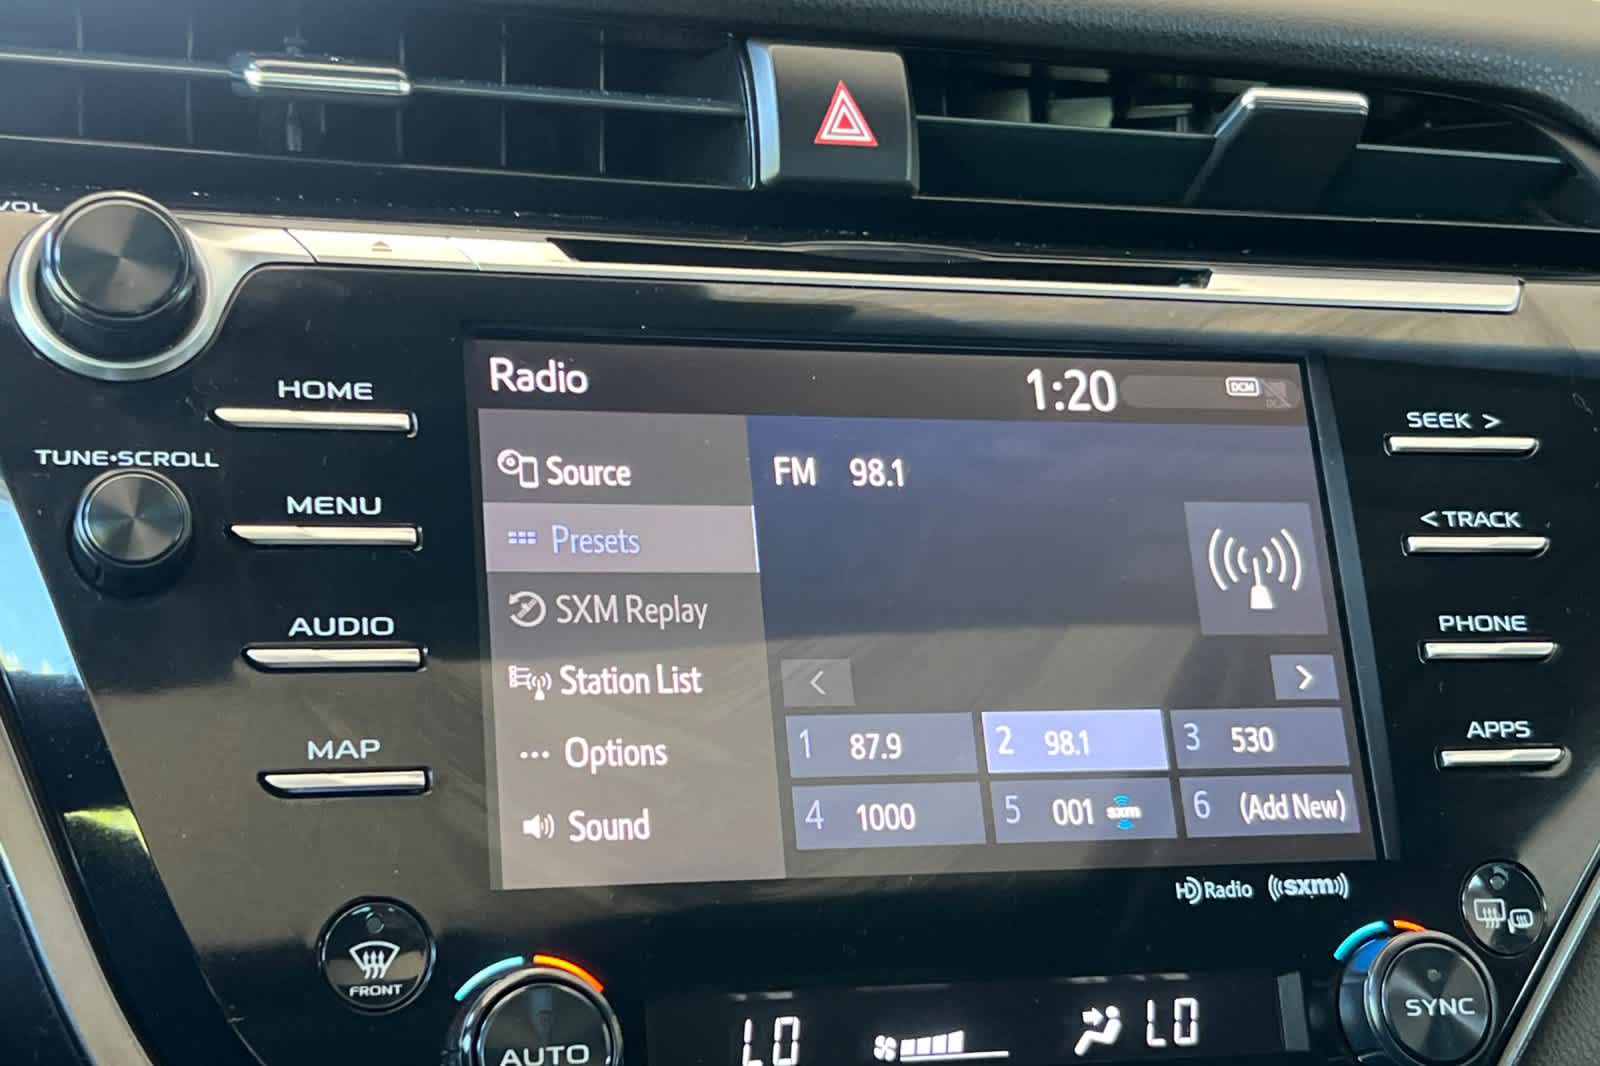 VOL
HOME
TUNE•SCROLL
MENU
AUDIO
MAP
Radio
1:20
DCM
Source
Presets
SXM Replay
Station List
Options
Sound
FM 98.1
<
>
1 87.9
2 98.1
3 530
4 1000
5 001 sxm
6 (Add New)
HD Radio ((sxm))
SEEK >
< TRACK
PHONE
APPS
FRONT
AUTO
LO
LO
SYNC